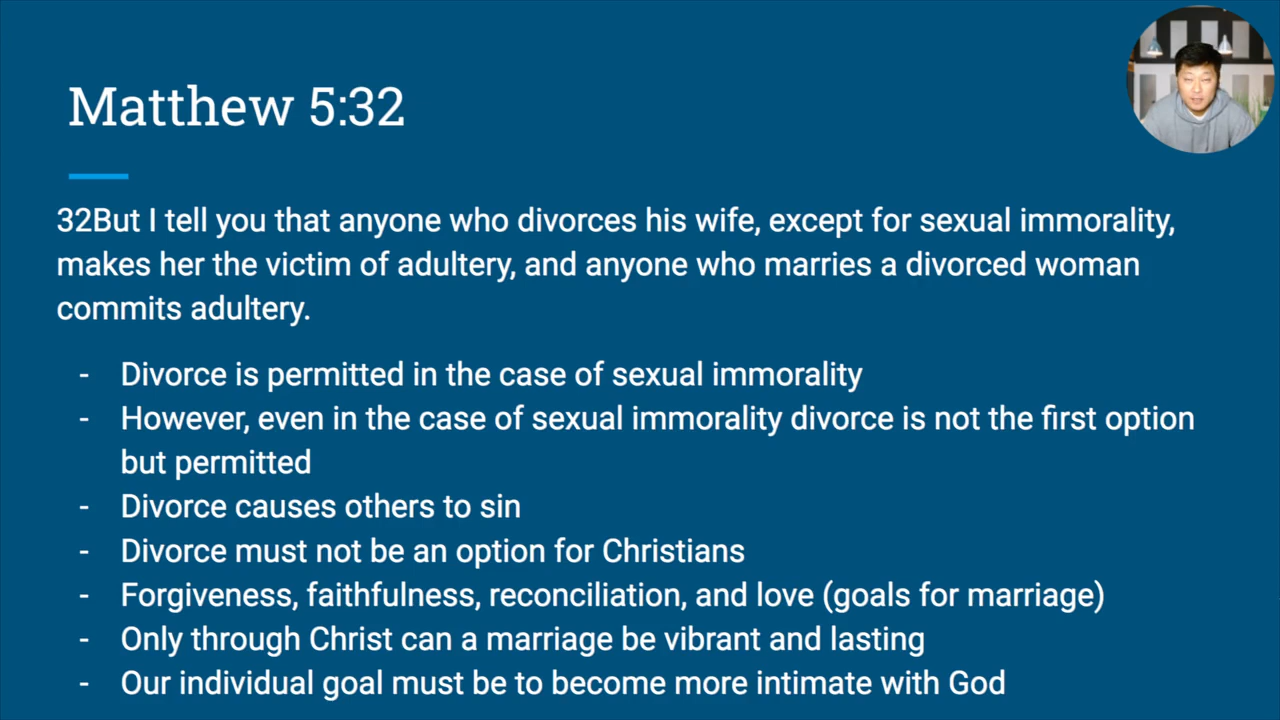 Matthew 5:32
32But I tell you that anyone who divorces his wife, except for sexual immorality,
makes her the victim of adultery, and anyone who marries a divorced woman
commits adultery.
- Divorce is permitted in the case of sexual immorality
- However, even in the case of sexual immorality divorce is not the first option
but permitted
- Divorce causes others to sin
- Divorce must not be an option for Christians
- Forgiveness, faithfulness, reconciliation, and love (goals for marriage)
- Only through Christ can a marriage be vibrant and lasting
- Our individual goal must be to become more intimate with God